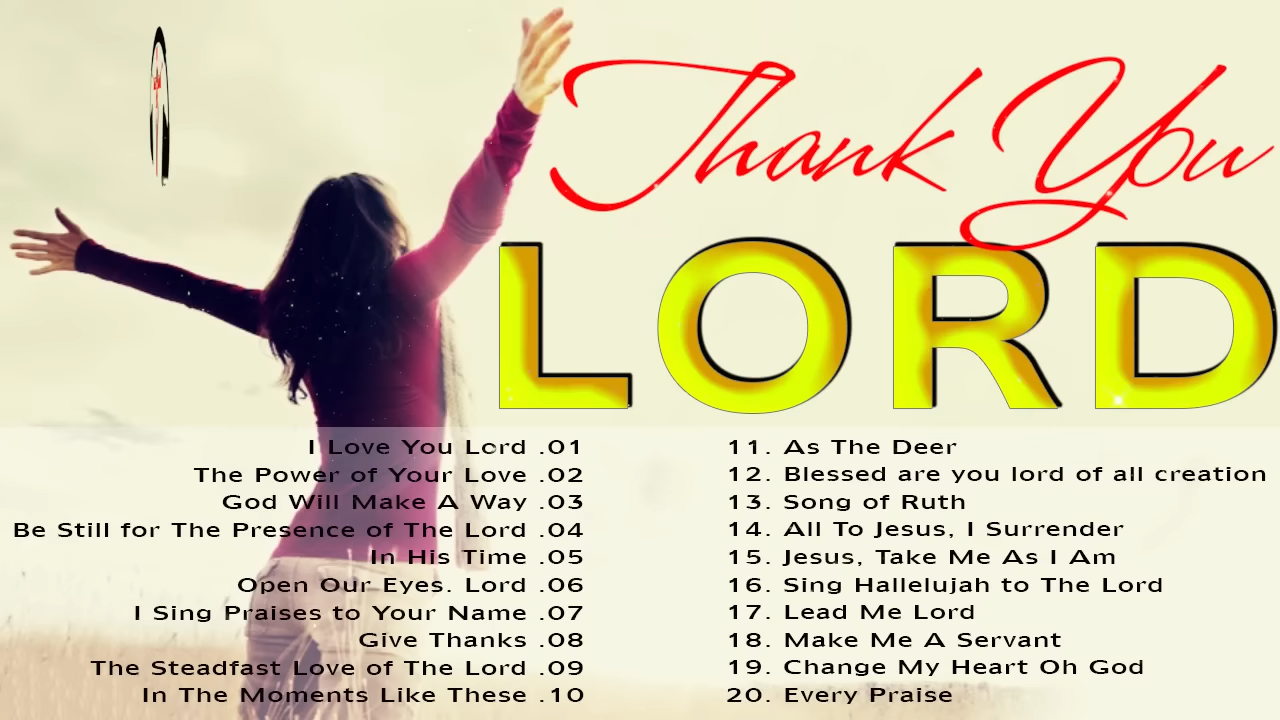 Thank You
LORD
I Love You Lord .01
The Power of Your Love .02
God Will Make A Way .03
Be Still for The Presence of The Lord .04
In His Time .05
Open Our Eyes. Lord .06
I Sing Praises to Your Name .07
Give Thanks .08
The Steadfast Love of The Lord .09
In The Moments Like These .10
11. As The Deer
12. Blessed are you lord of all creation
13. Song of Ruth
14. All To Jesus, I Surrender
15. Jesus, Take Me As I Am
16. Sing Hallelujah to The Lord
17. Lead Me Lord
18. Make Me A Servant
19. Change My Heart Oh God
20. Every Praise